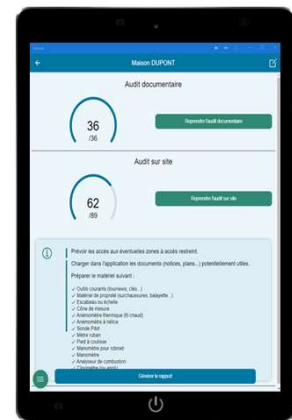 Maison DUPONT
Audit documentaire
36
/36
Reprendre l'audit documentaire
Audit sur site
62
/89
Reprendre l'audit sur site
Prévoir les accès aux éventuelles zones à accès restreint.
Charger dans l'application les documents (notices, plans...) potentiellement utiles.
Préparer le matériel suivant :
✓ Outils courants (tournevis, clés...)
✓ Matériel de propreté (surchaussures, balayette...)
✓ Escabeau ou échelle
✓ Cône de mesure
✓ Anémomètre thermique (fil chaud)
✓ Anémomètre à hélice
✓ Sonde Pitot
✓ Mètre ruban
✓ Pied à coulisse
✓ Manomètre pour robinet
✓ Manomètre
✓ Analyseur de combustion
Générer le rapport